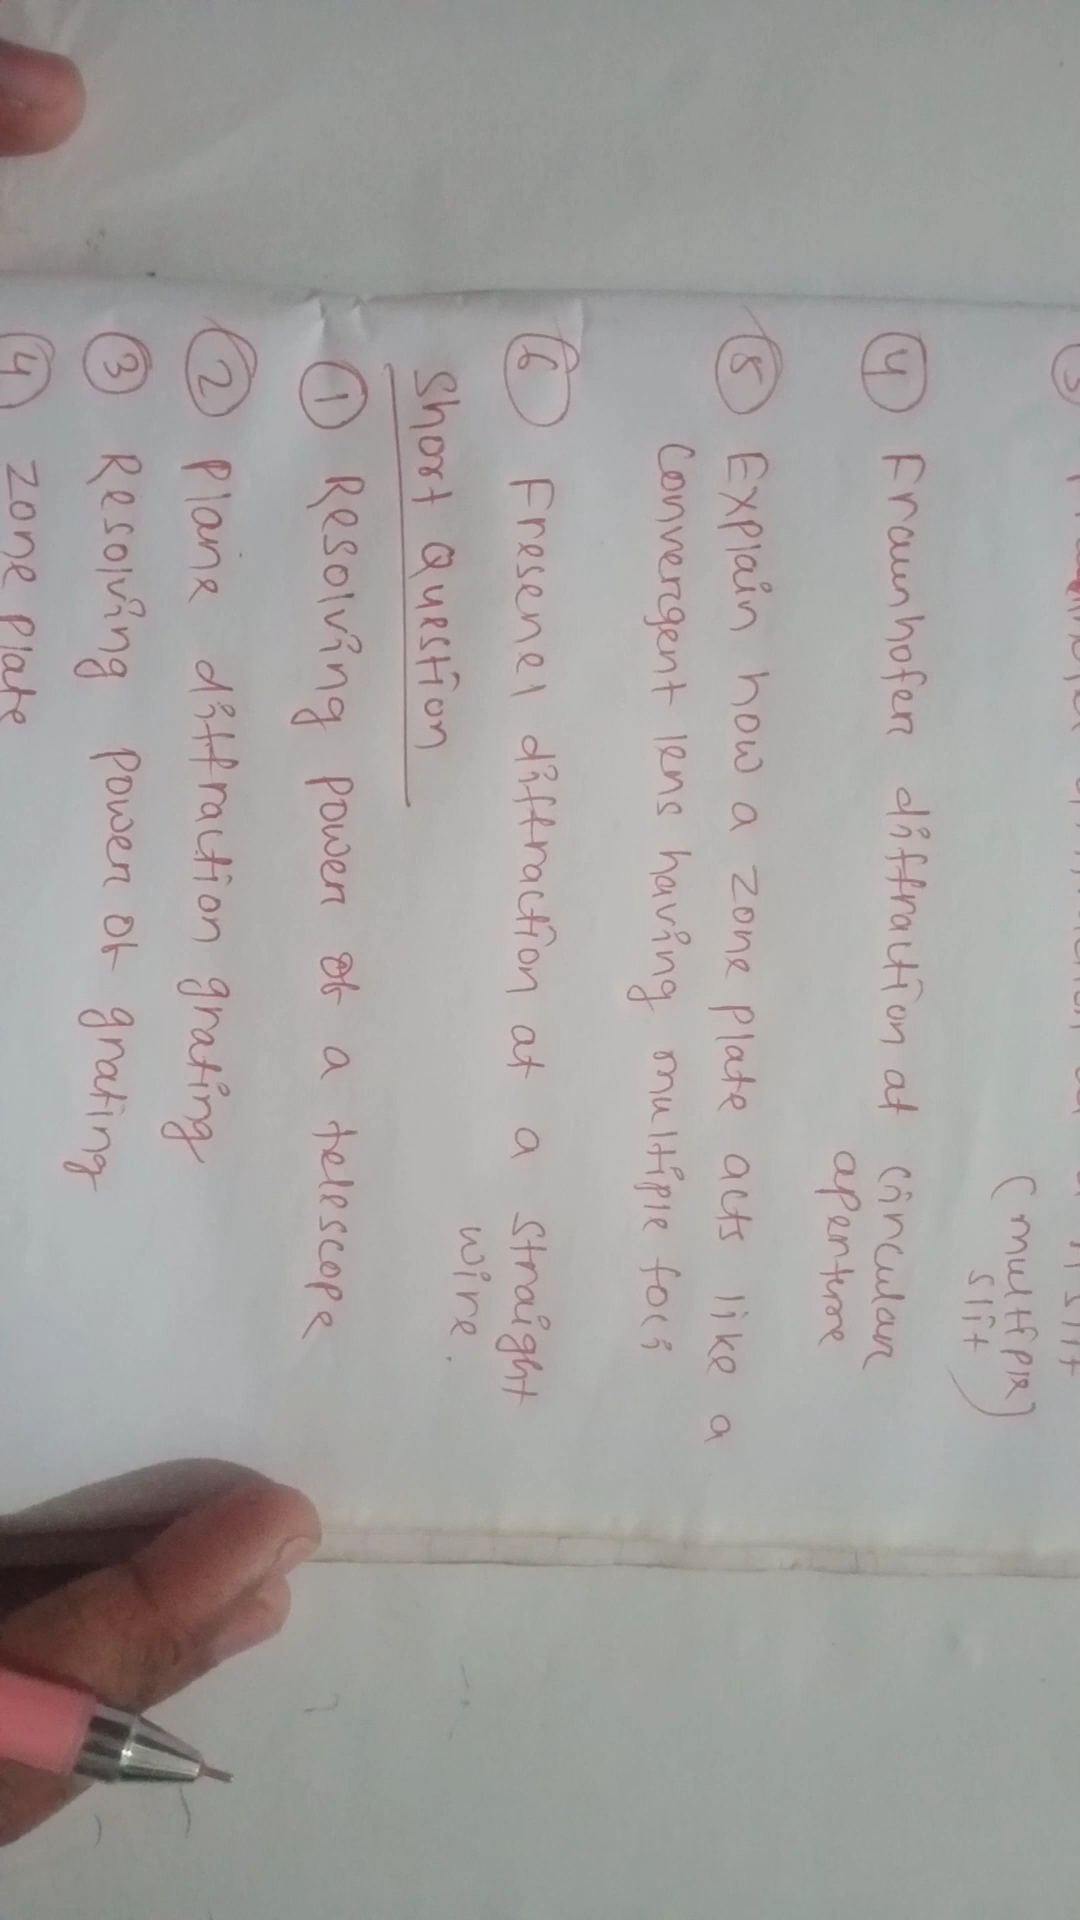 (multiple
slit)
④ Fraunhofer diffraction at circular
aperture
⑤ Explain how a zone plate acts like a
Convergent lens having multiple foci
⑥ Fresenel diffraction at a straight
wire.
Short Question
① Resolving power of a telescope
② Plane diffraction grating
③ Resolving power of grating
④ Zone plate